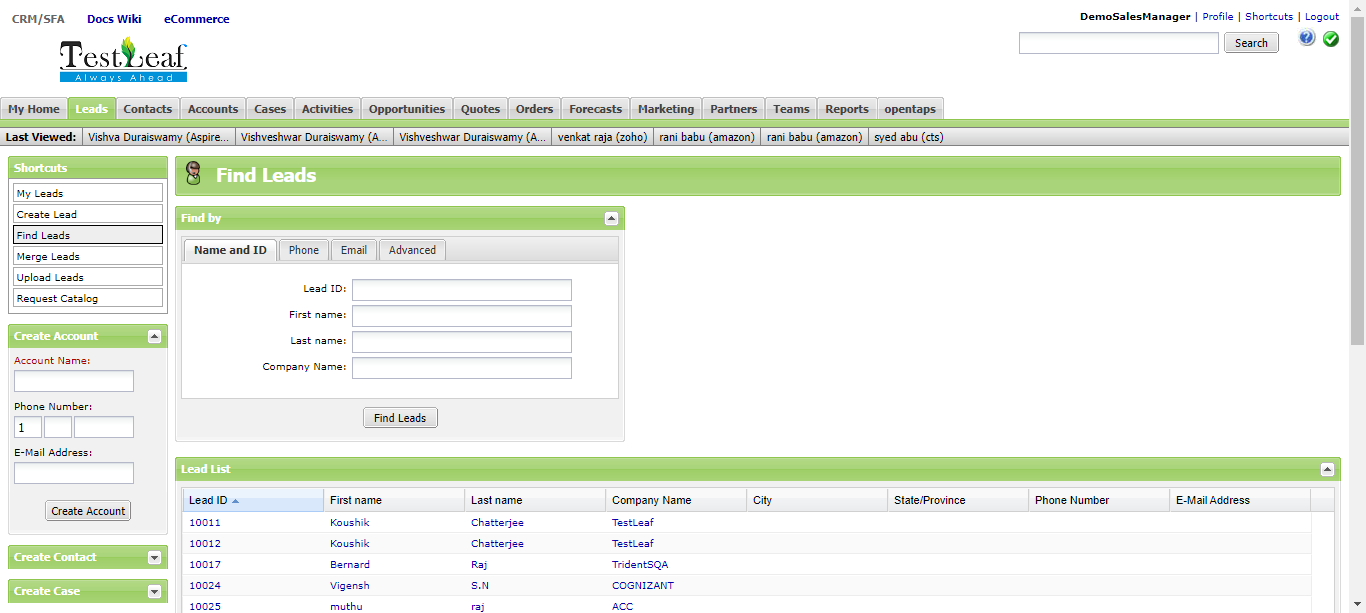 CRM/SFA Docs Wiki eCommerce
DemoSalesManager | Profile | Shortcuts | Logout
TestLeaf
Always Ahead
Search
?
My Home Leads Contacts Accounts Cases Activities Opportunities Quotes Orders Forecasts Marketing Partners Teams Reports opentaps
Last Viewed: Vishva Duraiswamy (Aspire... Vishveshwar Duraiswamy (A... Vishveshwar Duraiswamy (A... venkat raja (zoho) rani babu (amazon) rani babu (amazon) syed abu (cts)
Shortcuts
My Leads
Create Lead
Find Leads
Merge Leads
Upload Leads
Request Catalog
Create Account
Account Name:
Phone Number:
1
E-Mail Address:
Create Account
Create Contact
Create Case
Find Leads
Find by
Name and ID Phone Email Advanced
Lead ID:
First name:
Last name:
Company Name:
Find Leads
Lead List
Lead ID First name Last name Company Name City State/Province Phone Number E-Mail Address
10011 Koushik Chatterjee TestLeaf
10012 Koushik Chatterjee TestLeaf
10017 Bernard Raj TridentSQA
10024 Vigensh S.N COGNIZANT
10025 muthu raj ACC